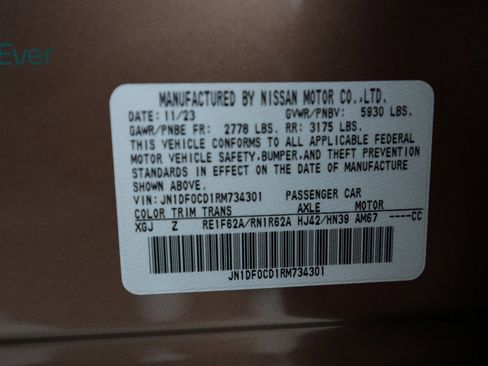 Ever
MANUFACTURED BY NISSAN MOTOR CO.,LTD.
DATE: 11/23 GVWR/PNBV: 5930 LBS.
GAWR/PNBE FR: 2778 LBS. RR: 3175 LBS.
THIS VEHICLE CONFORMS TO ALL APPLICABLE FEDERAL
MOTOR VEHICLE SAFETY,BUMPER,AND THEFT PREVENTION
STANDARDS IN EFFECT ON THE DATE OF MANUFACTURE
SHOWN ABOVE.
VIN: JN1DF0CD1RM734301 PASSENGER CAR
COLOR TRIM TRANS AXLE MOTOR
XGJ Z RE1F62A/RN1R62A HJ42/HN39 AM67 ----CC
JN1DF0CD1RM734301